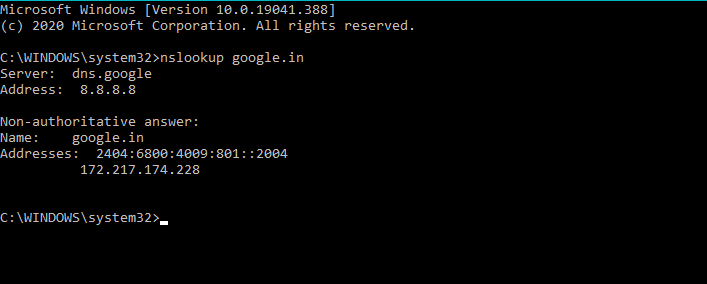 Microsoft Windows [Version 10.0.19041.388]
(c) 2020 Microsoft Corporation. All rights reserved.
C:\WINDOWS\system32>nslookup google.in
Server:  dns.google
Address:  8.8.8.8
Non-authoritative answer:
Name:    google.in
Addresses:  2404:6800:4009:801::2004
          172.217.174.228
C:\WINDOWS\system32>